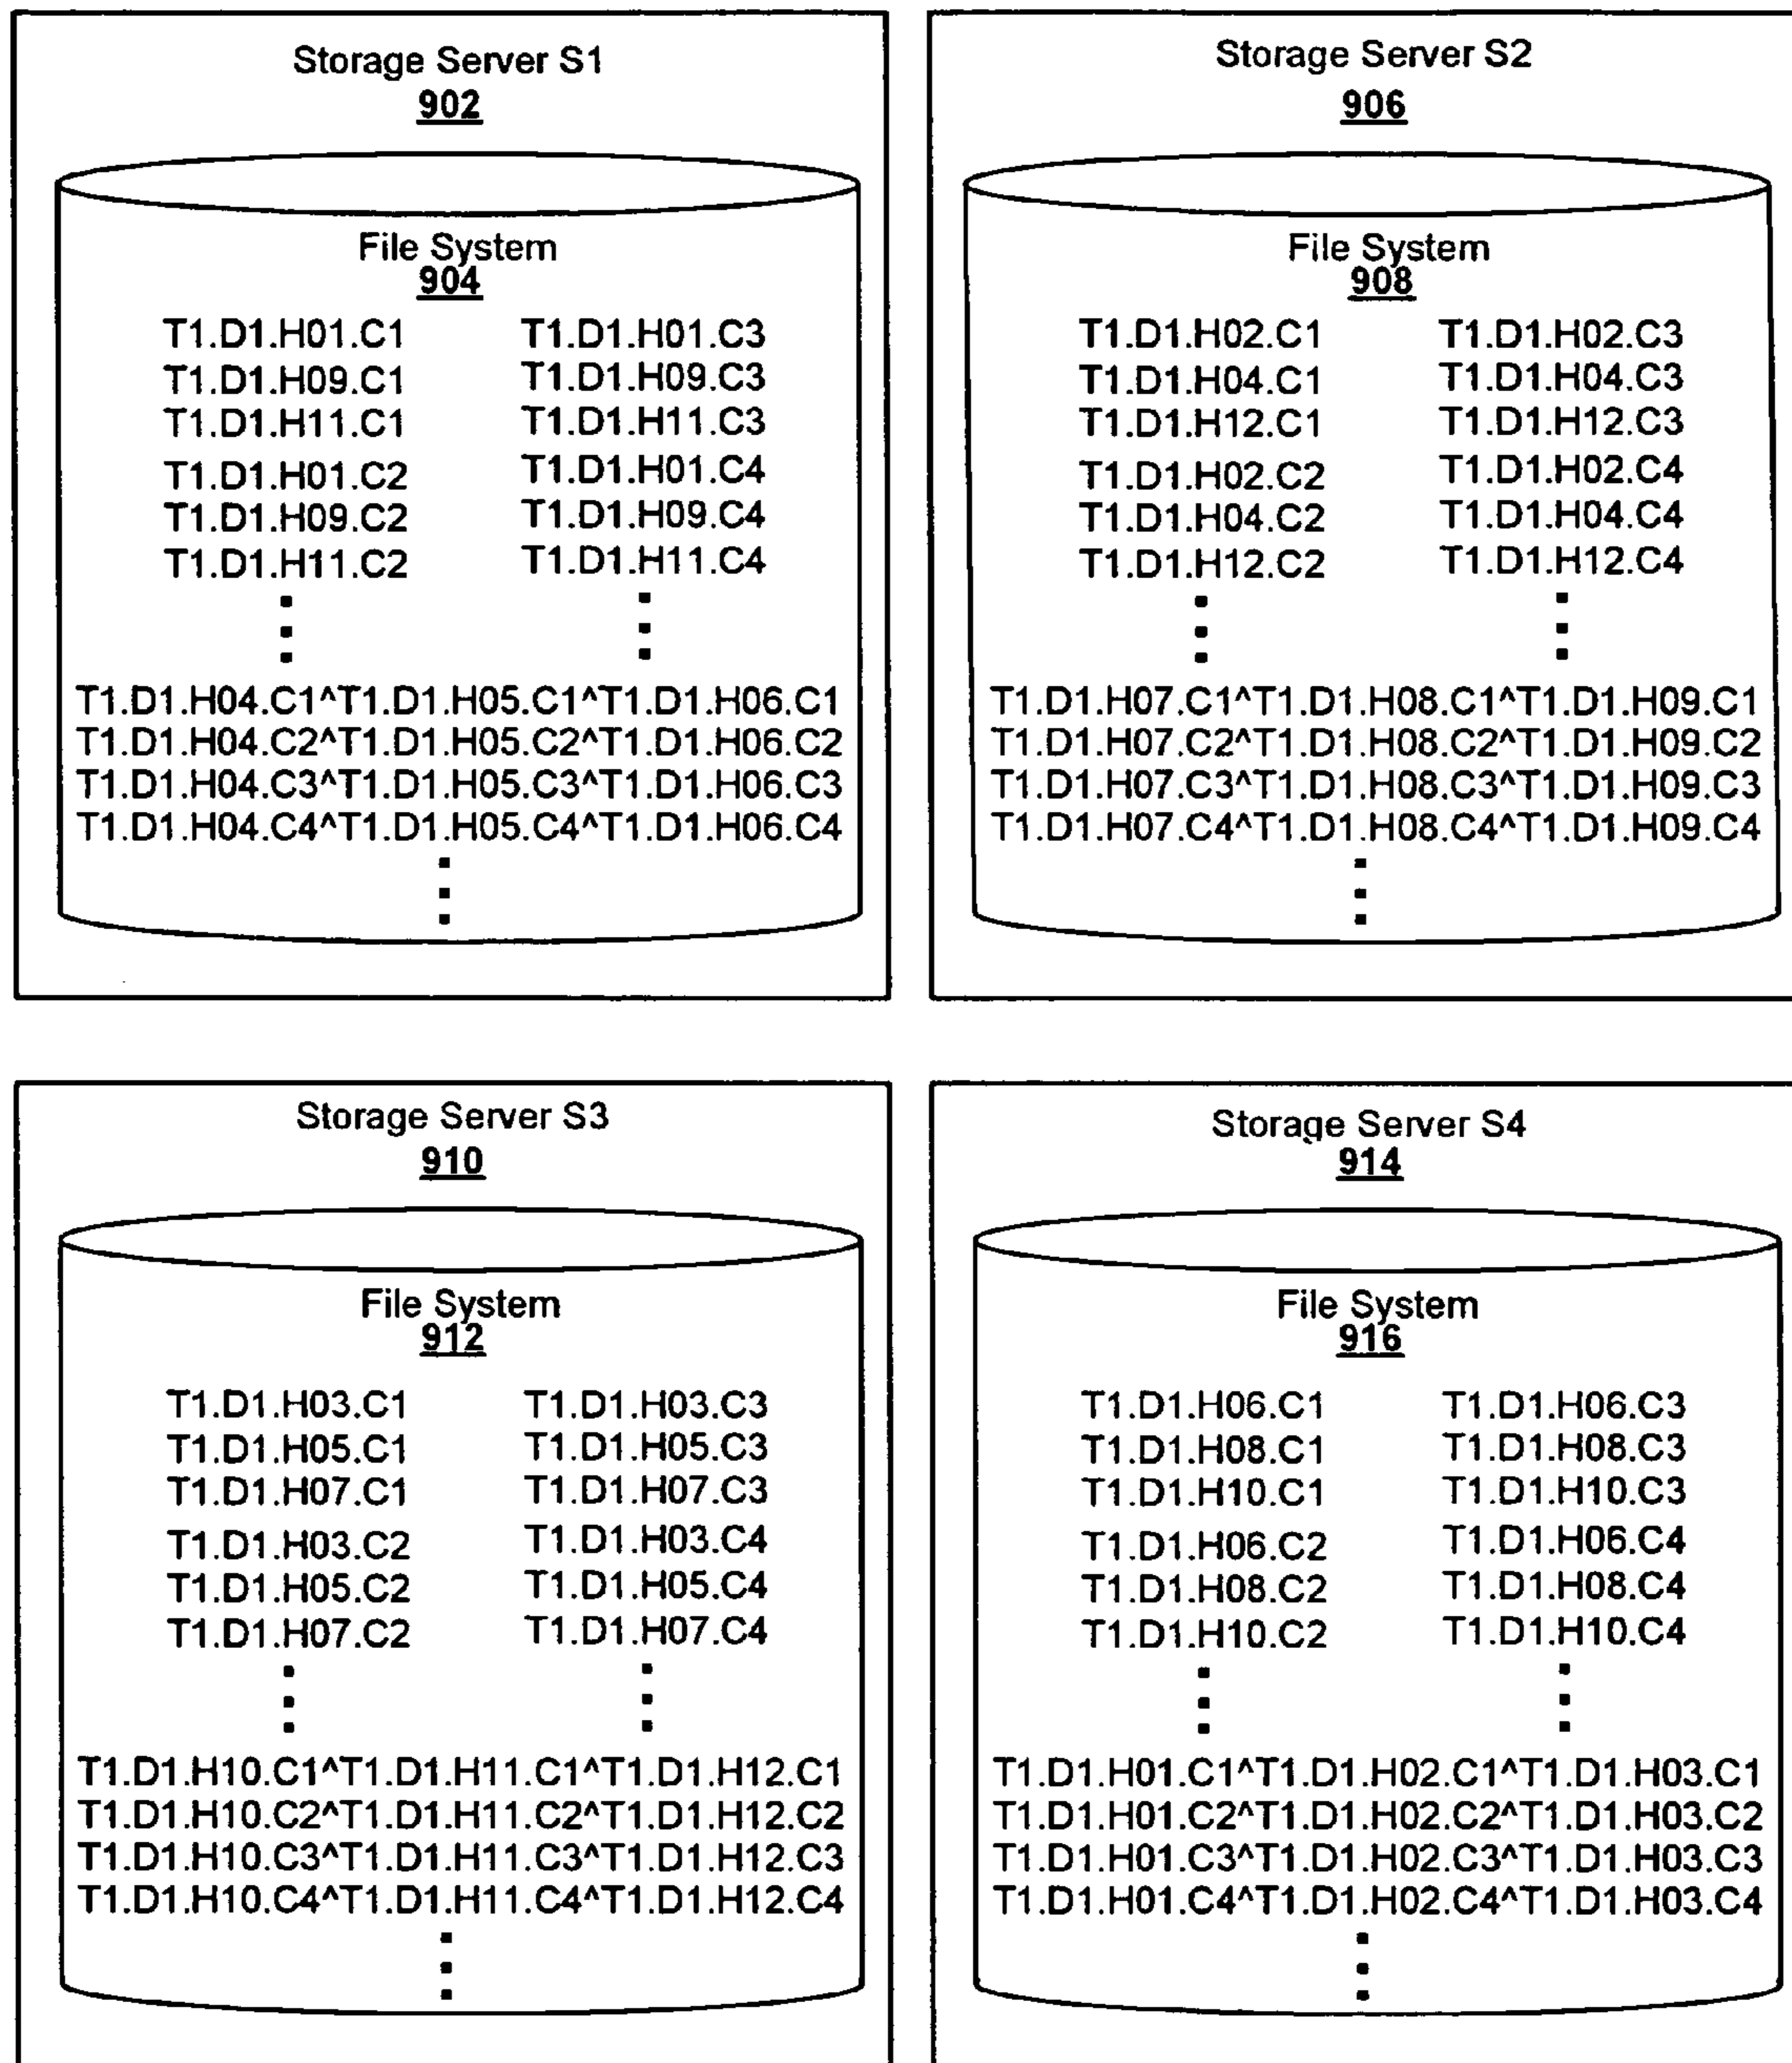 Storage Server S1
902
File System
904
T1.D1.H01.C1 T1.D1.H01.C3
T1.D1.H09.C1 T1.D1.H09.C3
T1.D1.H11.C1 T1.D1.H11.C3
T1.D1.H01.C2 T1.D1.H01.C4
T1.D1.H09.C2 T1.D1.H09.C4
T1.D1.H11.C2 T1.D1.H11.C4
T1.D1.H04.C1^T1.D1.H05.C1^T1.D1.H06.C1
T1.D1.H04.C2^T1.D1.H05.C2^T1.D1.H06.C2
T1.D1.H04.C3^T1.D1.H05.C3^T1.D1.H06.C3
T1.D1.H04.C4^T1.D1.H05.C4^T1.D1.H06.C4
Storage Server S2
906
File System
908
T1.D1.H02.C1 T1.D1.H02.C3
T1.D1.H04.C1 T1.D1.H04.C3
T1.D1.H12.C1 T1.D1.H12.C3
T1.D1.H02.C2 T1.D1.H02.C4
T1.D1.H04.C2 T1.D1.H04.C4
T1.D1.H12.C2 T1.D1.H12.C4
T1.D1.H07.C1^T1.D1.H08.C1^T1.D1.H09.C1
T1.D1.H07.C2^T1.D1.H08.C2^T1.D1.H09.C2
T1.D1.H07.C3^T1.D1.H08.C3^T1.D1.H09.C3
T1.D1.H07.C4^T1.D1.H08.C4^T1.D1.H09.C4
Storage Server S3
910
File System
912
T1.D1.H03.C1 T1.D1.H03.C3
T1.D1.H05.C1 T1.D1.H05.C3
T1.D1.H07.C1 T1.D1.H07.C3
T1.D1.H03.C2 T1.D1.H03.C4
T1.D1.H05.C2 T1.D1.H05.C4
T1.D1.H07.C2 T1.D1.H07.C4
T1.D1.H10.C1^T1.D1.H11.C1^T1.D1.H12.C1
T1.D1.H10.C2^T1.D1.H11.C2^T1.D1.H12.C2
T1.D1.H10.C3^T1.D1.H11.C3^T1.D1.H12.C3
T1.D1.H10.C4^T1.D1.H11.C4^T1.D1.H12.C4
Storage Server S4
914
File System
916
T1.D1.H06.C1 T1.D1.H06.C3
T1.D1.H08.C1 T1.D1.H08.C3
T1.D1.H10.C1 T1.D1.H10.C3
T1.D1.H06.C2 T1.D1.H06.C4
T1.D1.H08.C2 T1.D1.H08.C4
T1.D1.H10.C2 T1.D1.H10.C4
T1.D1.H01.C1^T1.D1.H02.C1^T1.D1.H03.C1
T1.D1.H01.C2^T1.D1.H02.C2^T1.D1.H03.C2
T1.D1.H01.C3^T1.D1.H02.C3^T1.D1.H03.C3
T1.D1.H01.C4^T1.D1.H02.C4^T1.D1.H03.C4